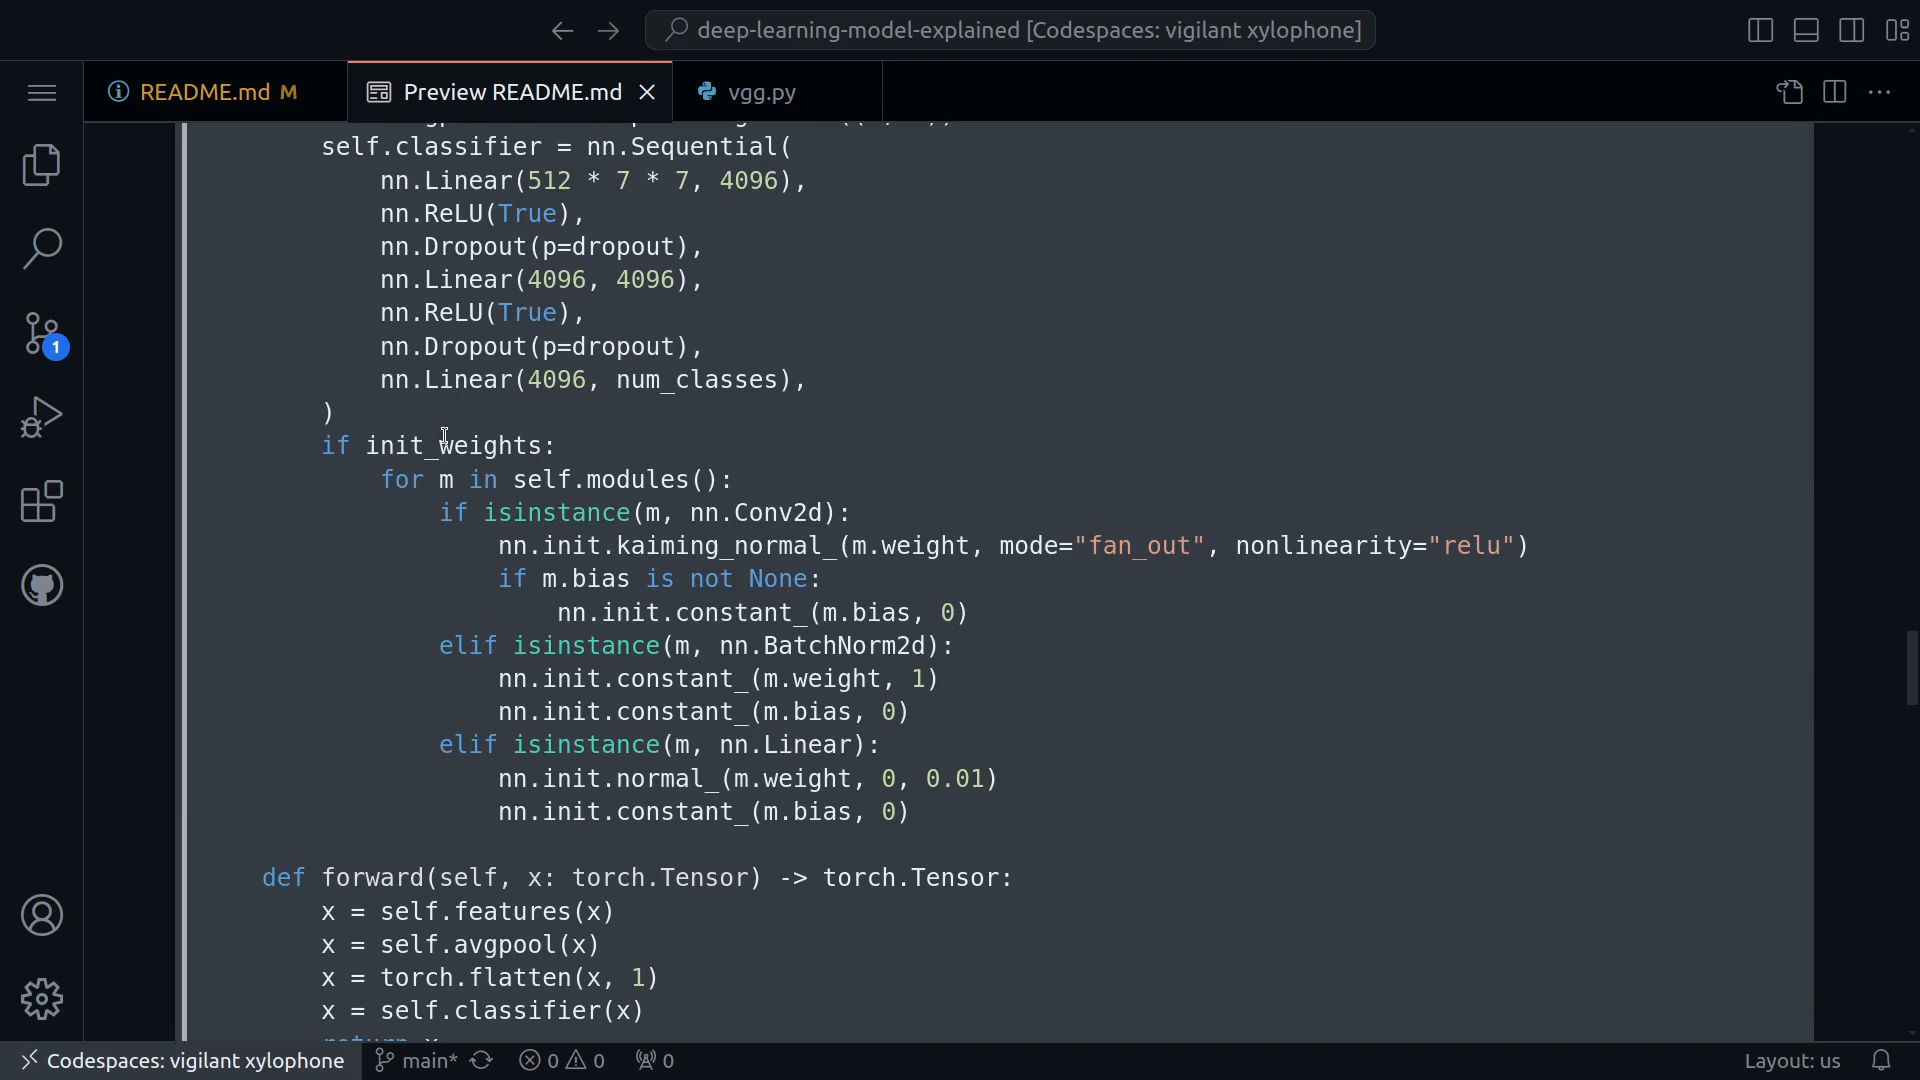 deep-learning-model-explained [Codespaces: vigilant xylophone]
README.md M
Preview README.md
vgg.py
self.classifier = nn.Sequential(
nn.Linear(512 * 7 * 7, 4096),
nn.ReLU(True),
nn.Dropout(p=dropout),
nn.Linear(4096, 4096),
nn.ReLU(True),
nn.Dropout(p=dropout),
nn.Linear(4096, num_classes),
)
if init_weights:
for m in self.modules():
if isinstance(m, nn.Conv2d):
nn.init.kaiming_normal_(m.weight, mode="fan_out", nonlinearity="relu")
if m.bias is not None:
nn.init.constant_(m.bias, 0)
elif isinstance(m, nn.BatchNorm2d):
nn.init.constant_(m.weight, 1)
nn.init.constant_(m.bias, 0)
elif isinstance(m, nn.Linear):
nn.init.normal_(m.weight, 0, 0.01)
nn.init.constant_(m.bias, 0)
def forward(self, x: torch.Tensor) -> torch.Tensor:
x = self.features(x)
x = self.avgpool(x)
x = torch.flatten(x, 1)
x = self.classifier(x)
return x
1
Codespaces: vigilant xylophone
main*
0
0
0
Layout: us